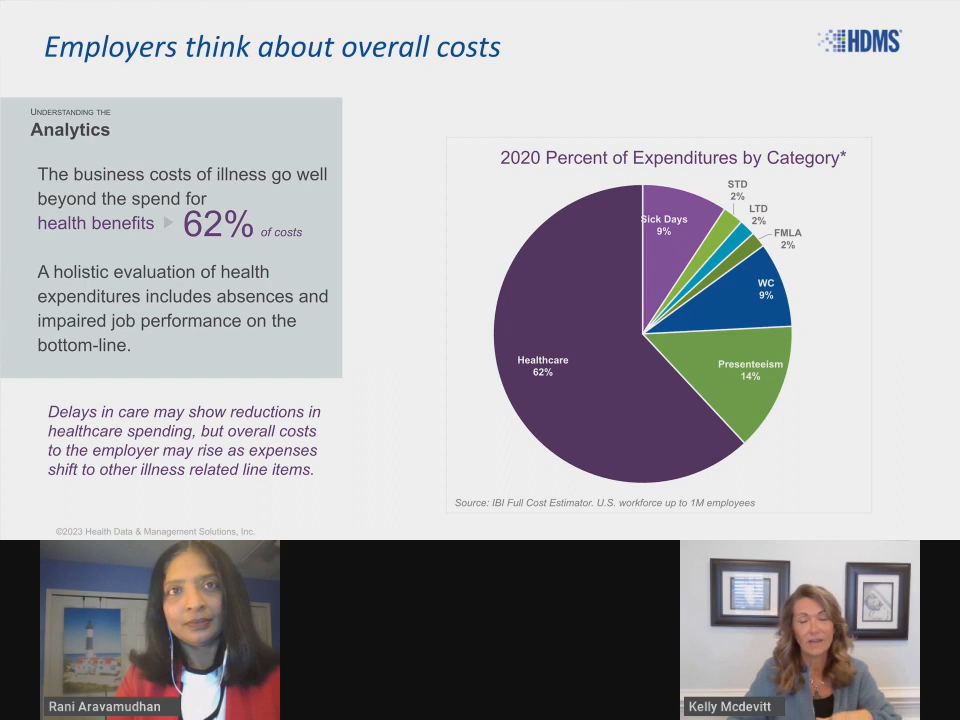 Employers think about overall costs
HDMS
UNDERSTANDING THE
Analytics
The business costs of illness go well
beyond the spend for
health benefits
62% of costs
A holistic evaluation of health
expenditures includes absences and
impaired job performance on the
bottom-line.
Delays in care may show reductions in
healthcare spending, but overall costs
to the employer may rise as expenses
shift to other illness related line items.
©2023 Health Data & Management Solutions, Inc.
2020 Percent of Expenditures by Category*
STD
2%
LTD
2%
FMLA
2%
Sick Days
9%
WC
9%
Presenteeism
14%
Healthcare
62%
Source: IBI Full Cost Estimator. U.S. workforce up to 1M employees
Rani Aravamudhan
Kelly Mcdevitt